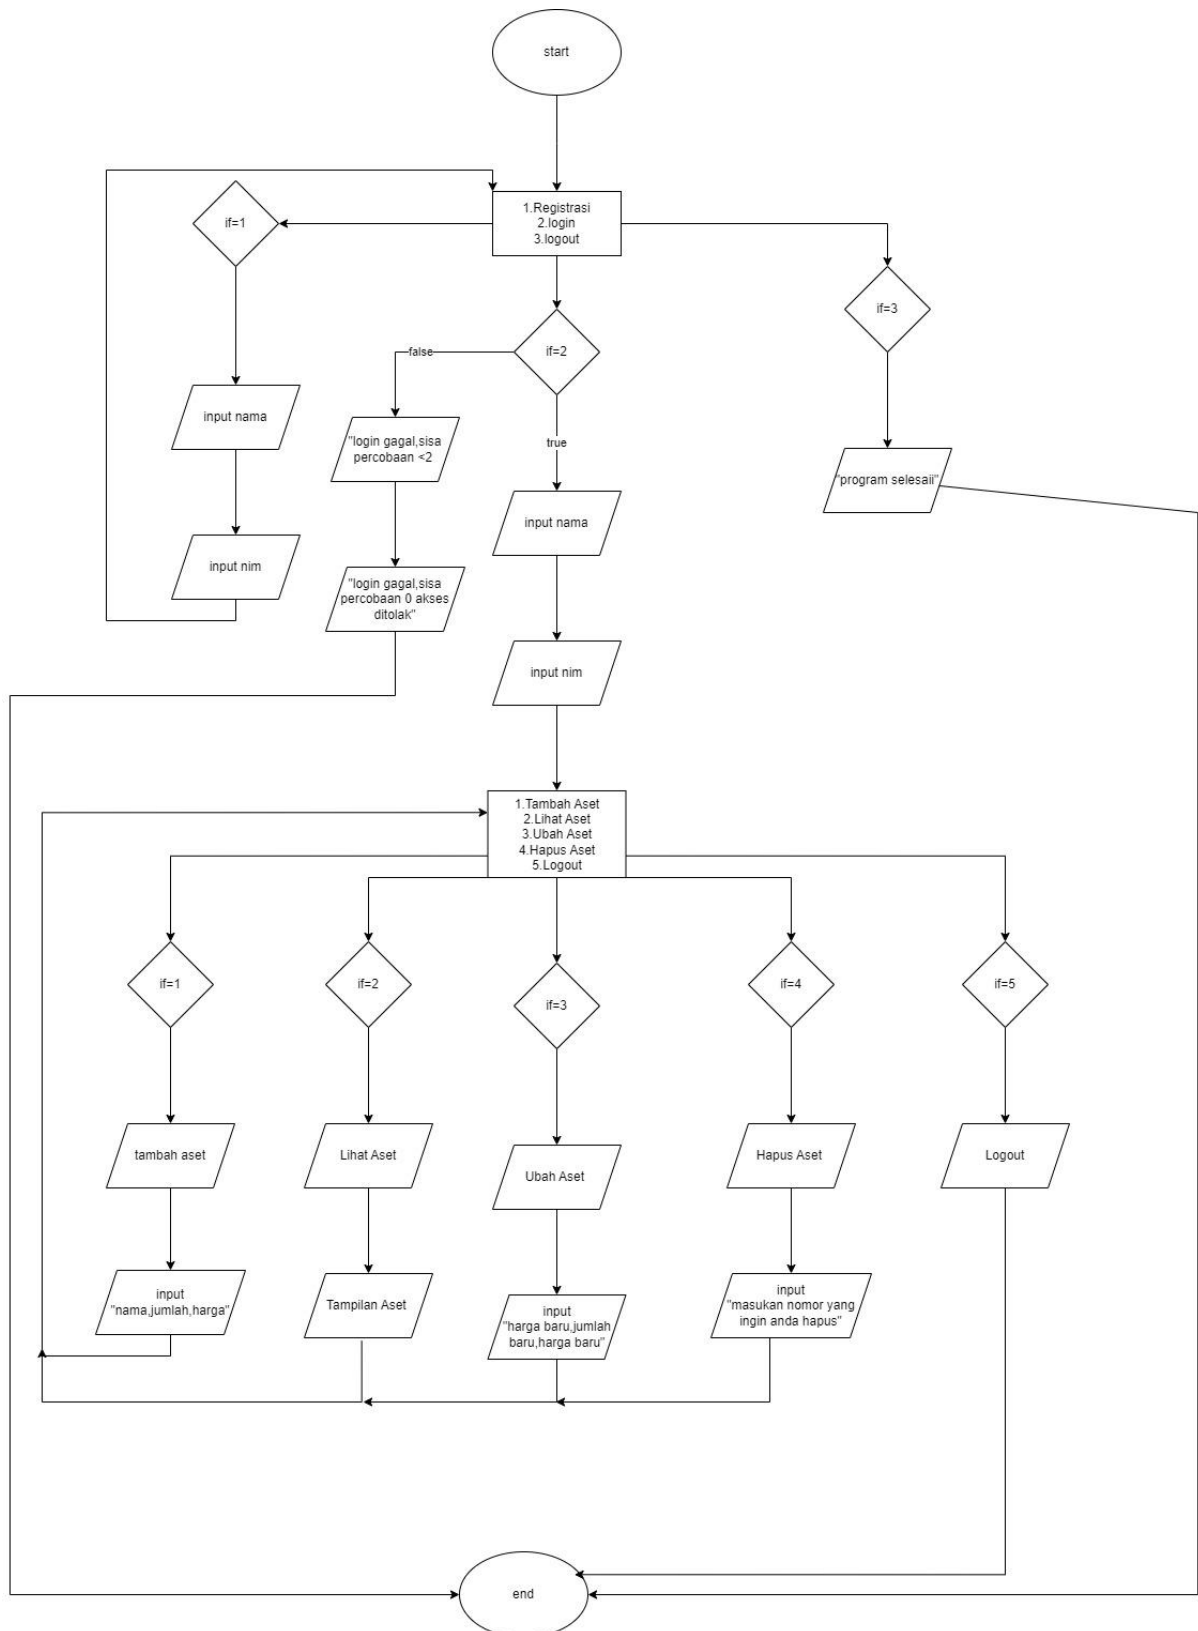 start
1.Registrasi
2.login
3.logout
if=1
if=3
if=2
false
input nama
"login gagal,sisa
percobaan <2
true
"program selesaii"
input nama
input nim
"login gagal,sisa
percobaan 0 akses
ditolak"
input nim
1.Tambah Aset
2.Lihat Aset
3.Ubah Aset
4.Hapus Aset
5.Logout
if=1
if=2
if=3
if=4
if=5
tambah aset
Lihat Aset
Ubah Aset
Hapus Aset
Logout
input
"nama,jumlah,harga"
Tampilan Aset
input
"harga baru,jumlah
baru,harga baru"
input
"masukan nomor yang
ingin anda hapus"
end